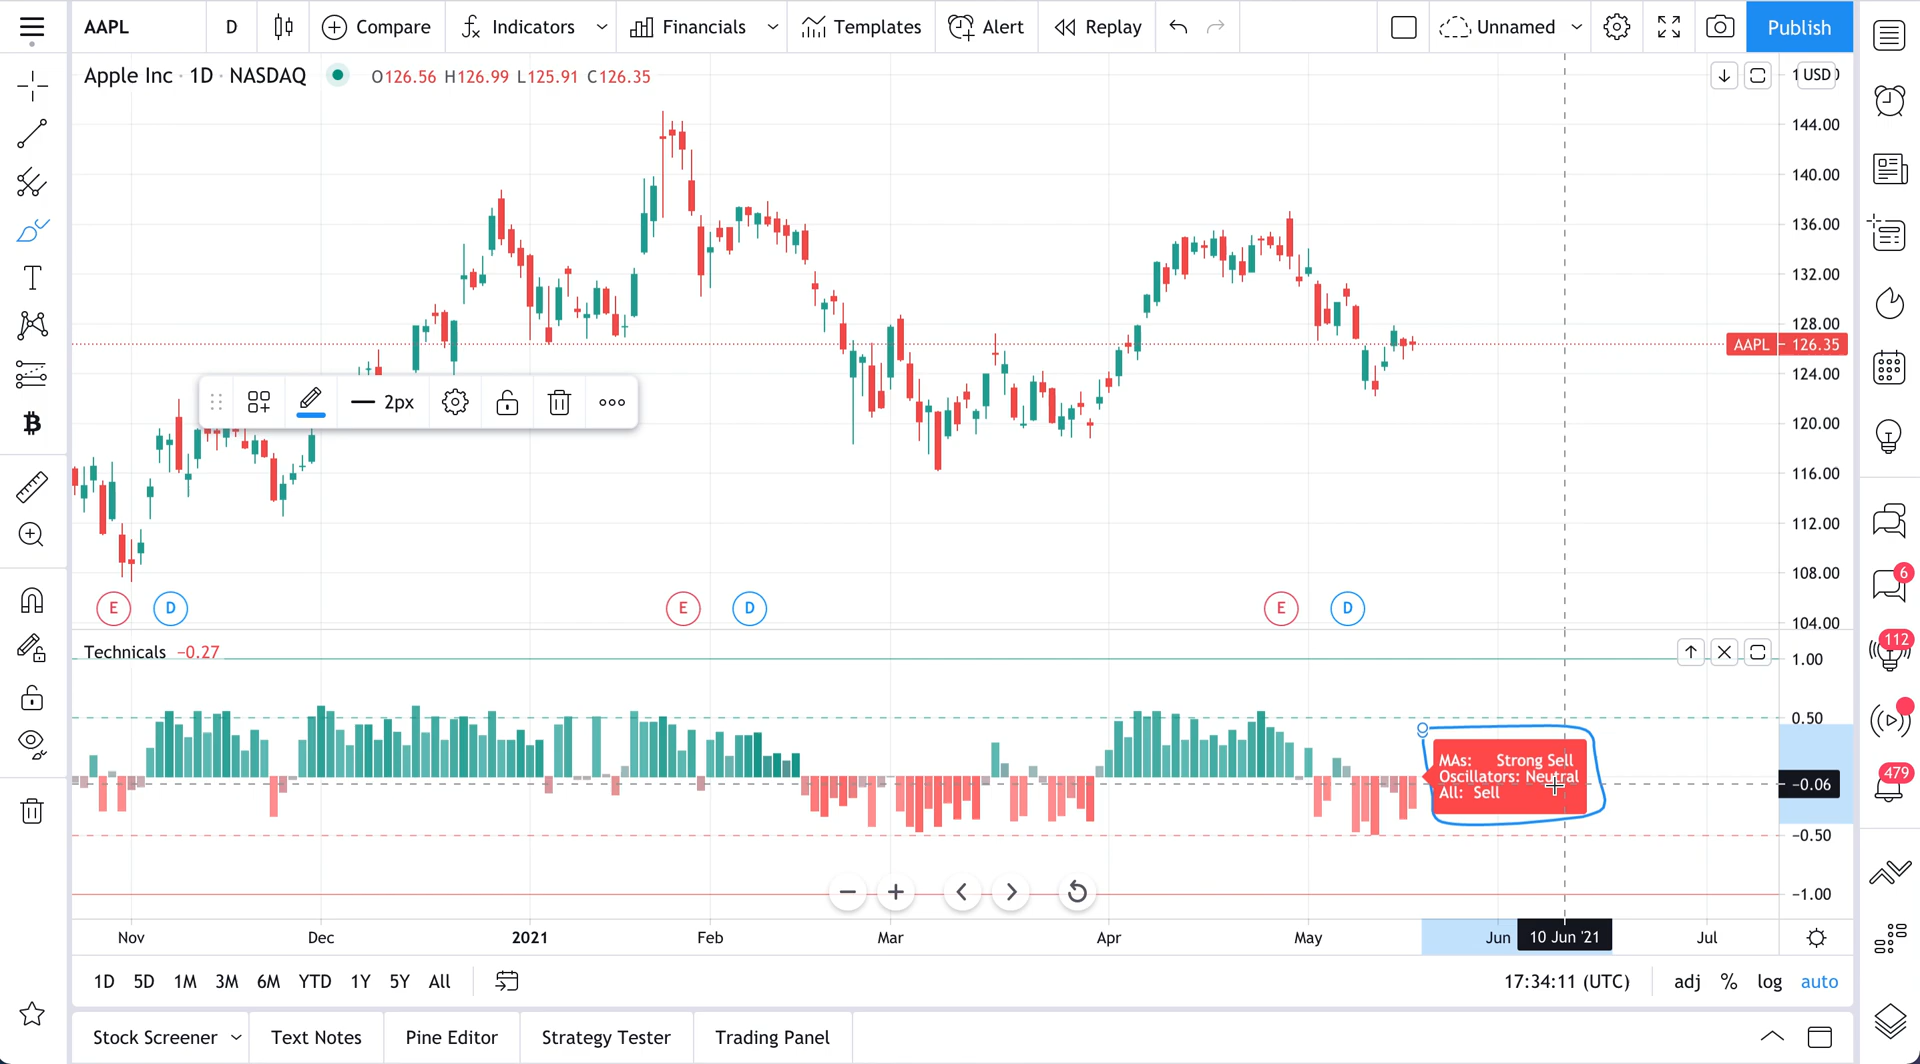 AAPL D Compare Indicators Financials Templates Alert Replay Unnamed Publish
Apple Inc · 1D · NASDAQ O126.56 H126.99 L125.91 C126.35
USD
144.00
140.00
136.00
132.00
128.00
AAPL 126.35
124.00
2px
120.00
116.00
112.00
108.00
E D E D E D
104.00
Technicals −0.27
1.00
0.50
MAs: Strong Sell
Oscillators: Neutral
All: Sell
−0.06
−0.50
−1.00
Nov Dec 2021 Feb Mar Apr May Jun 10 Jun '21 Jul
1D 5D 1M 3M 6M YTD 1Y 5Y All 17:34:11 (UTC) adj % log auto
Stock Screener Text Notes Pine Editor Strategy Tester Trading Panel
6
112
479